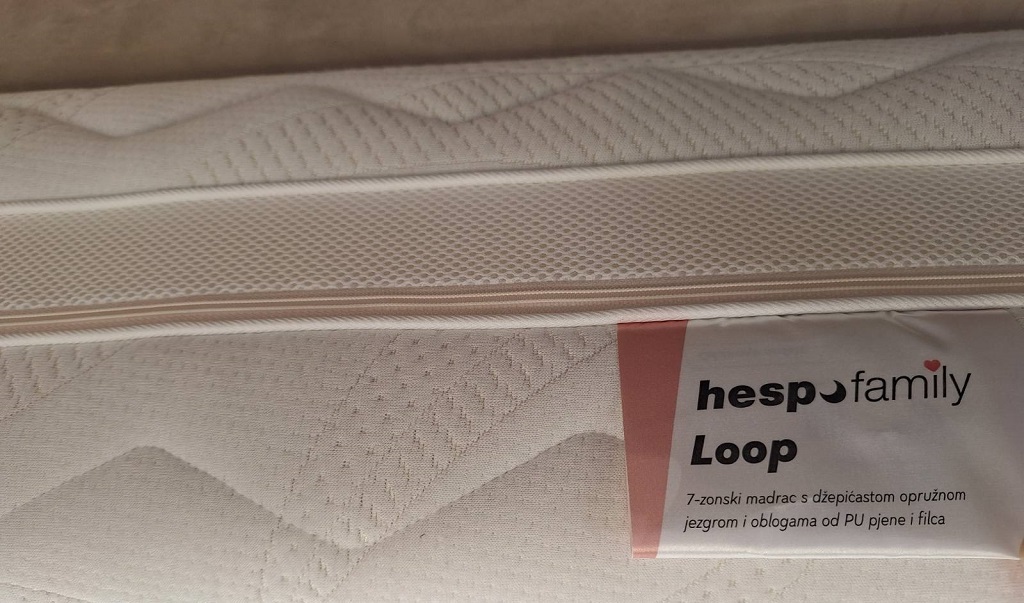 hespo family
Loop
7-zonski madrac s džepićastom opružnom
jezgrom i oblogama od PU pjene i filca